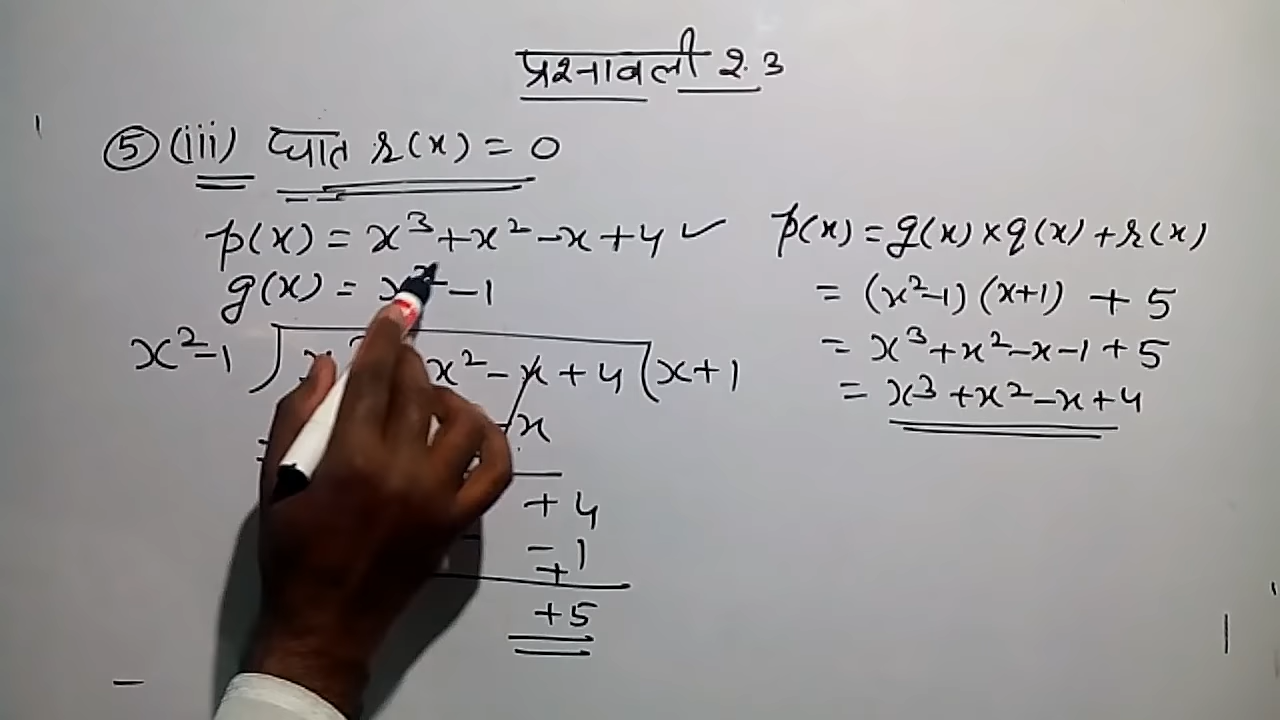 प्रश्नावली 2.3
⑤ (iii) घात r(x) = 0
p(x) = x³ + x² - x + 4 ✓
g(x) = x² - 1
x² - 1 ) x² - x + 4 ( x + 1
- x
+ 4
- 1
+
+ 5
p(x) = g(x) × q(x) + r(x)
= (x² - 1) (x + 1) + 5
= x³ + x² - x - 1 + 5
= x³ + x² - x + 4